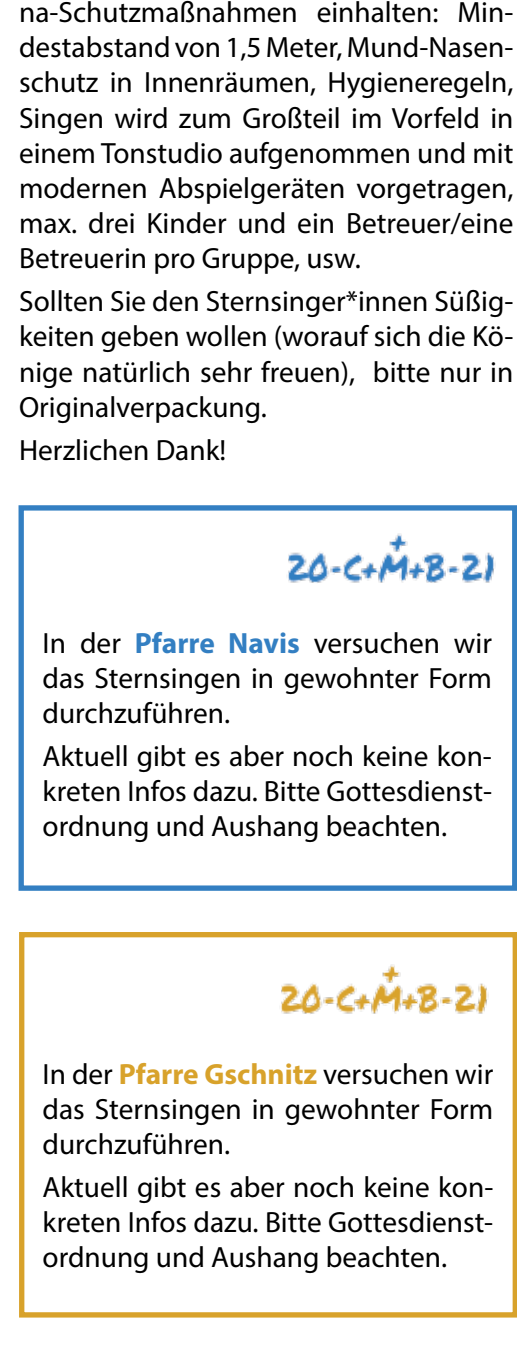 na-Schutzmaßnahmen einhalten: Min-
destabstand von 1,5 Meter, Mund-Nasen-
schutz in Innenräumen, Hygieneregeln,
Singen wird zum Großteil im Vorfeld in
einem Tonstudio aufgenommen und mit
modernen Abspielgeräten vorgetragen,
max. drei Kinder und ein Betreuer/eine
Betreuerin pro Gruppe, usw.
Sollten Sie den Sternsinger*innen Süßig-
keiten geben wollen (worauf sich die Kö-
nige natürlich sehr freuen), bitte nur in
Originalverpackung.
Herzlichen Dank!
+
20-C+M+B-21
In der Pfarre Navis versuchen wir
das Sternsingen in gewohnter Form
durchzuführen.
Aktuell gibt es aber noch keine kon-
kreten Infos dazu. Bitte Gottesdienst-
ordnung und Aushang beachten.
+
20-C+M+B-21
In der Pfarre Gschnitz versuchen wir
das Sternsingen in gewohnter Form
durchzuführen.
Aktuell gibt es aber noch keine kon-
kreten Infos dazu. Bitte Gottesdienst-
ordnung und Aushang beachten.